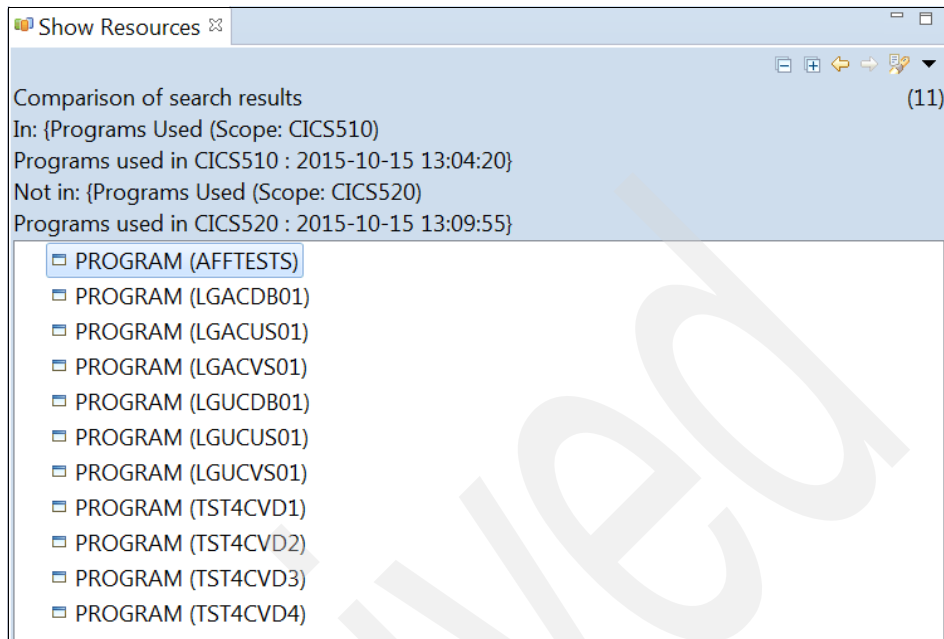 Show Resources
Comparison of search results (11)
In: {Programs Used (Scope: CICS510)
Programs used in CICS510 : 2015-10-15 13:04:20}
Not in: {Programs Used (Scope: CICS520)
Programs used in CICS520 : 2015-10-15 13:09:55}
PROGRAM (AFFTESTS)
PROGRAM (LGACDB01)
PROGRAM (LGACUS01)
PROGRAM (LGACVS01)
PROGRAM (LGUCDB01)
PROGRAM (LGUCUS01)
PROGRAM (LGUCVS01)
PROGRAM (TST4CVD1)
PROGRAM (TST4CVD2)
PROGRAM (TST4CVD3)
PROGRAM (TST4CVD4)